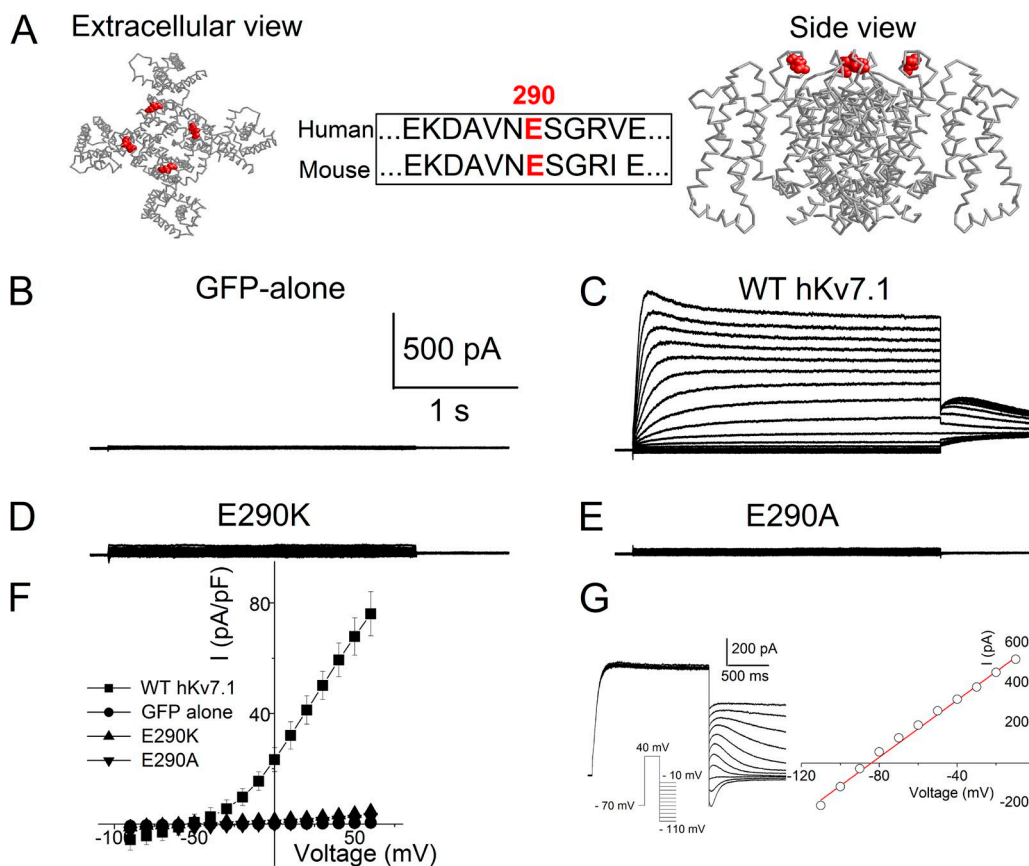 A
Extracellular view
Side view
290
Human ...EKDAVNESGRVE...
Mouse ...EKDAVNESGRI E...
B
GFP-alone
500 pA
1 s
C
WT hKv7.1
D
E290K
E
E290A
F
I (pA/pF)
80
40
0
-100
50
Voltage (mV)
WT hKv7.1
GFP alone
E290K
E290A
G
200 pA
500 ms
40 mV
- 10 mV
- 70 mV
- 110 mV
I (pA)
600
400
200
-200
-120
-80
-40
Voltage (mV)